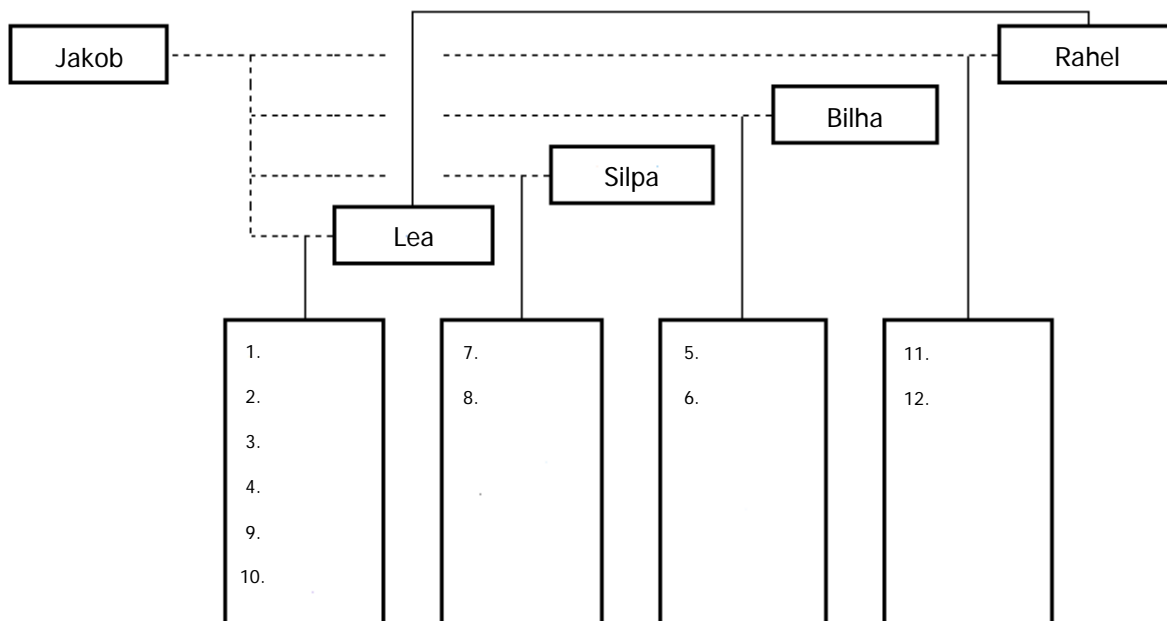 Jakob
Rahel
Bilha
Silpa
Lea
1.
2.
3.
4.
9.
10.
7.
8.
5.
6.
11.
12.